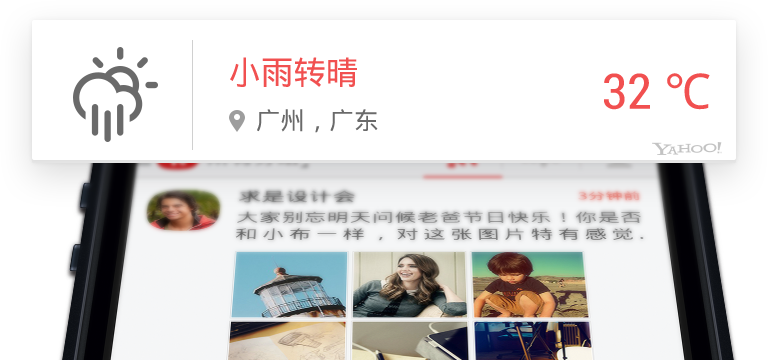 小雨转晴
32 ℃
广州，广东
YAHOO!
求是设计会
3分钟前
大家别忘明天问候老爸节日快乐！你是否
和小布一样，对这张图片特有感觉.